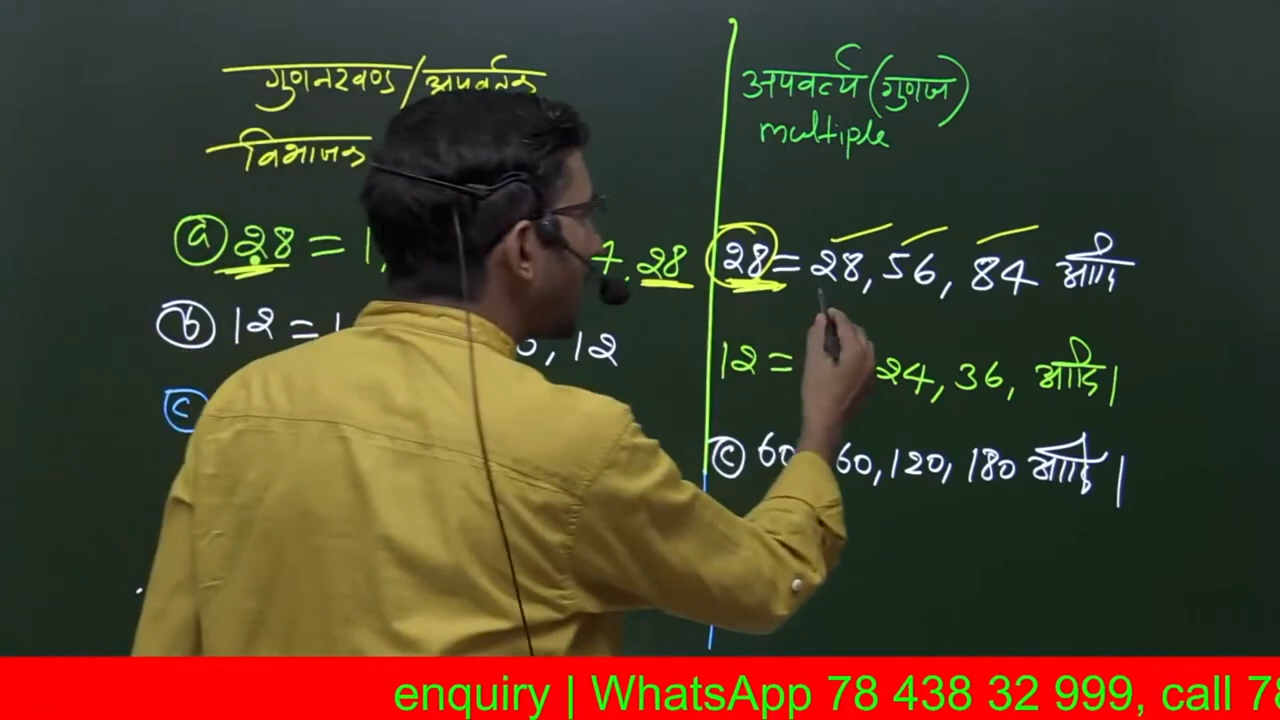 गुणनखण्ड/अपवर्तक
विभाजक
(a) 28 = 1, 7, 28
(b) 12 = 1 , 12
(c)
अपवर्त्य (गुणज)
multiple
28 = 28, 56, 84 आदि
12 = 24, 36, आदि।
(c) 60 60, 120, 180 आदि।
enquiry | WhatsApp 78 438 32 999, call 78